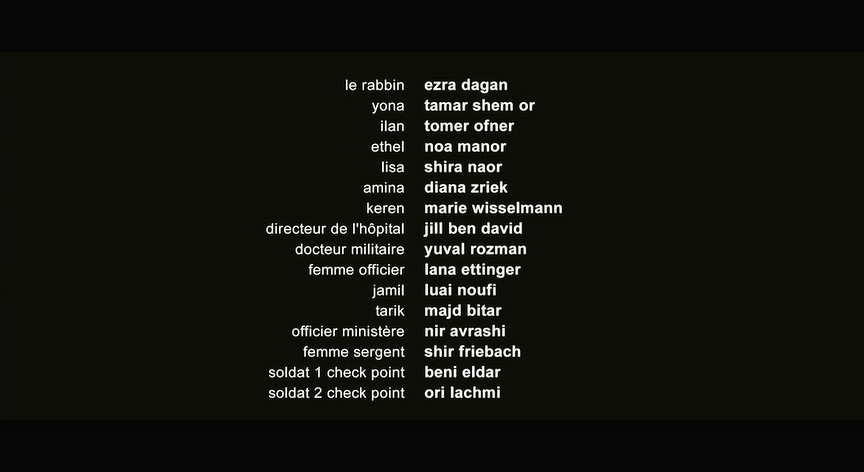 le rabbin ezra dagan
yona tamar shem or
ilan tomer ofner
ethel noa manor
lisa shira naor
amina diana zriek
keren marie wisselmann
directeur de l'hôpital jill ben david
docteur militaire yuval rozman
femme officier lana ettinger
jamil luai noufi
tarik majd bitar
officier ministère nir avrashi
femme sergent shir friebach
soldat 1 check point beni eldar
soldat 2 check point ori lachmi